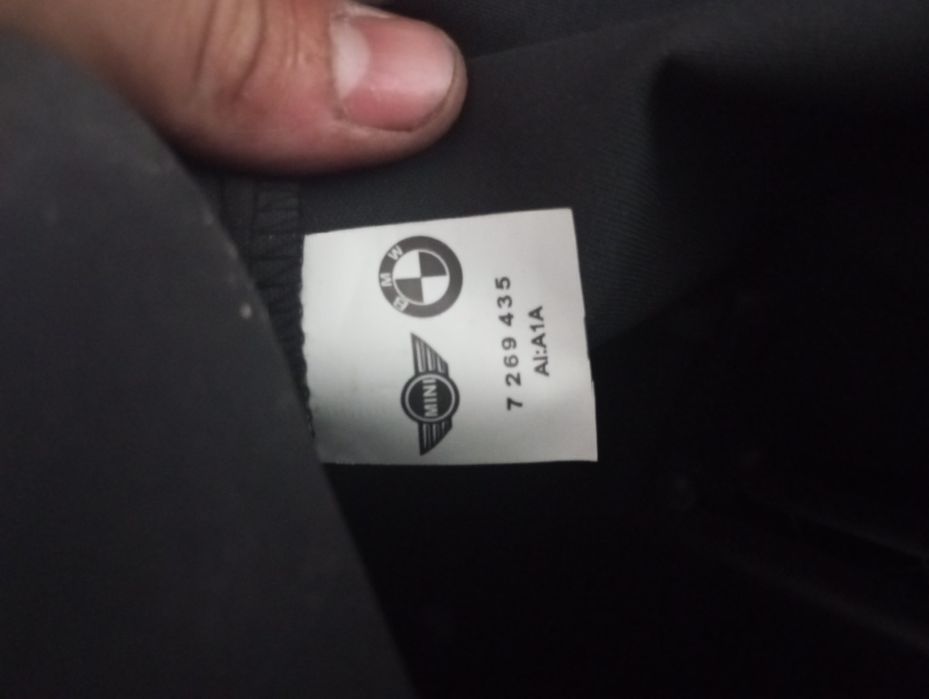 MINI
BMW
7 269 435
AI:A1A